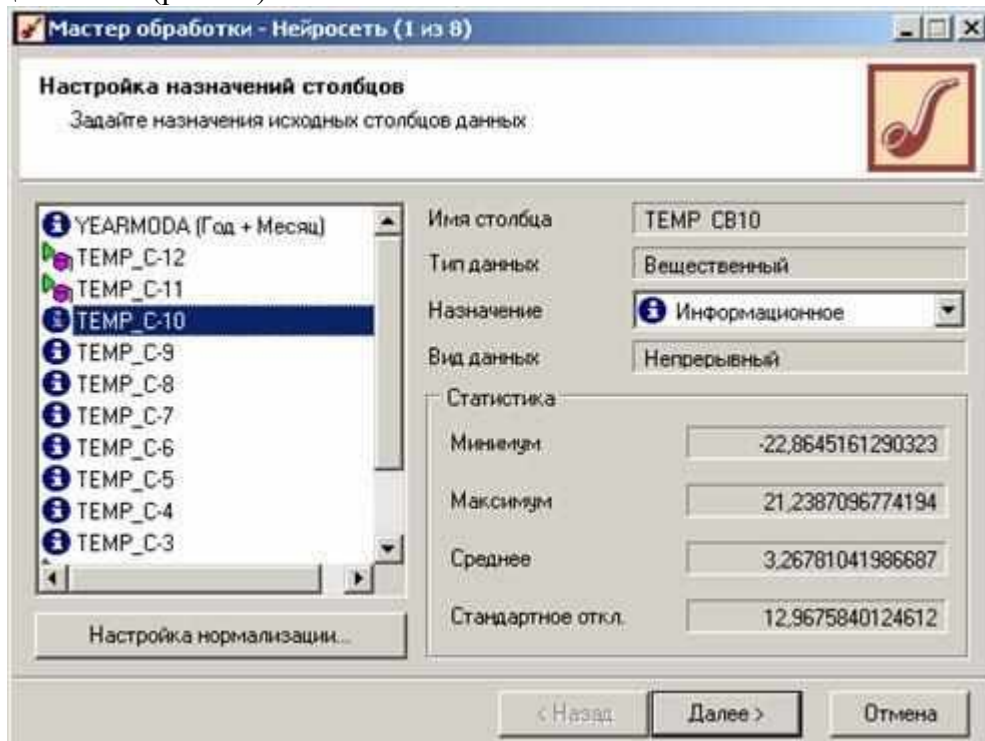 Мастер обработки - Нейросеть (1 из 8)
Настройка назначений столбцов
Задайте назначения исходных столбцов данных
YEARMODA (Год + Месяц)
TEMP_C-12
TEMP_C-11
TEMP_C-10
TEMP_C-9
TEMP_C-8
TEMP_C-7
TEMP_C-6
TEMP_C-5
TEMP_C-4
TEMP_C-3
Настройка нормализации...
Имя столбца TEMP CB10
Тип данных Вещественный
Назначение Информационное
Вид данных Непрерывный
Статистика
Минимум -22,8645161290323
Максимум 21,2387096774194
Среднее 3,26781041986687
Стандартное откл. 12,9675840124612
< Назад Далее > Отмена